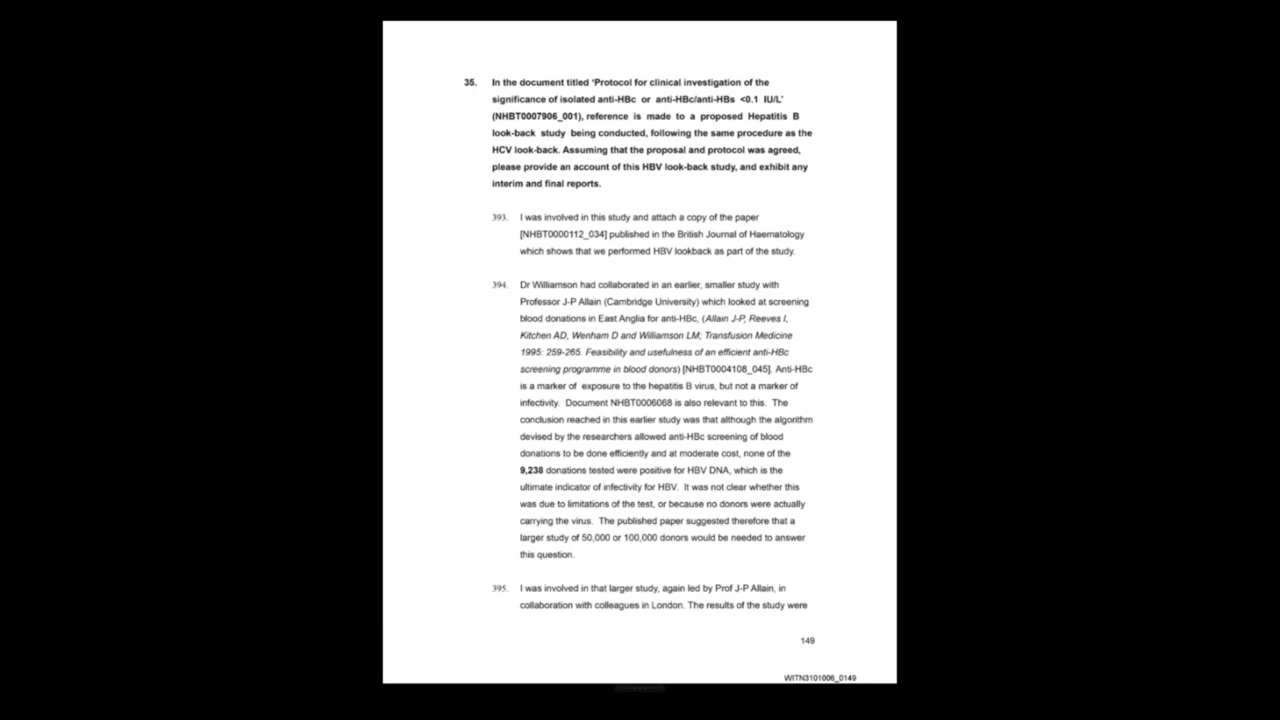 35. In the document titled ‘Protocol for clinical investigation of the
significance of isolated anti-HBc or anti-HBc/anti-HBs <0.1 IU/L’
(NHBT0007906_001), reference is made to a proposed Hepatitis B
look-back study being conducted, following the same procedure as the
HCV look-back. Assuming that the proposal and protocol was agreed,
please provide an account of this HBV look-back study, and exhibit any
interim and final reports.
393. I was involved in this study and attach a copy of the paper
[NHBT0000112_034] published in the British Journal of Haematology
which shows that we performed HBV lookback as part of the study.
394. Dr Williamson had collaborated in an earlier, smaller study with
Professor J-P Allain (Cambridge University) which looked at screening
blood donations in East Anglia for anti-HBc, (Allain J-P, Reeves I,
Kitchen AD, Wenham D and Williamson LM; Transfusion Medicine
1995: 259-265. Feasibility and usefulness of an efficient anti-HBc
screening programme in blood donors) [NHBT0004108_045]. Anti-HBc
is a marker of exposure to the hepatitis B virus, but not a marker of
infectivity. Document NHBT0006068 is also relevant to this. The
conclusion reached in this earlier study was that although the algorithm
devised by the researchers allowed anti-HBc screening of blood
donations to be done efficiently and at moderate cost, none of the
9,238 donations tested were positive for HBV DNA, which is the
ultimate indicator of infectivity for HBV. It was not clear whether this
was due to limitations of the test, or because no donors were actually
carrying the virus. The published paper suggested therefore that a
larger study of 50,000 or 100,000 donors would be needed to answer
this question.
395. I was involved in that larger study, again led by Prof J-P Allain, in
collaboration with colleagues in London. The results of the study were
149
WITN3101006_0149